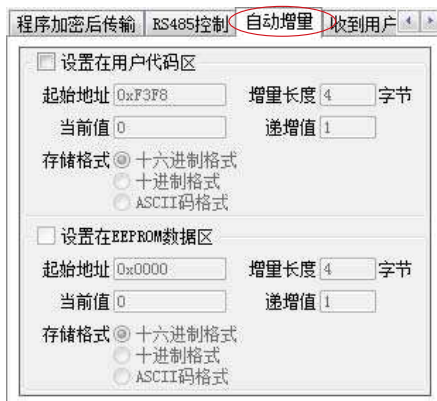 程序加密后传输 RS485控制 自动增量 收到用户
设置在用户代码区
起始地址 0xF3F8 增量长度 4 字节
当前值 0 递增值 1
存储格式 十六进制格式
十进制格式
ASCII码格式
设置在EEPROM数据区
起始地址 0x0000 增量长度 4 字节
当前值 0 递增值 1
存储格式 十六进制格式
十进制格式
ASCII码格式